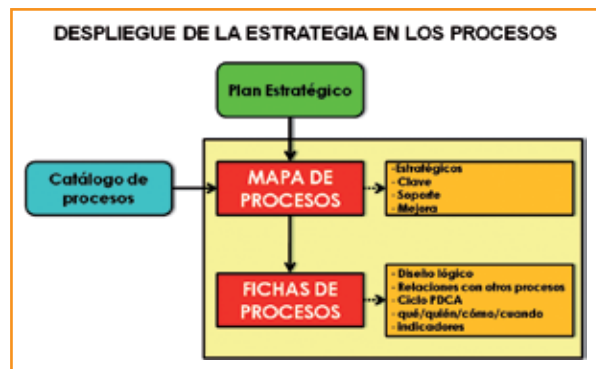 DESPLIEGUE DE LA ESTRATEGIA EN LOS PROCESOS
Plan Estratégico
Catálogo de
procesos
MAPA DE
PROCESOS
-Estratégicos
- Clave
- Soporte
- Mejora
FICHAS DE
PROCESOS
- Diseño lógico
- Relaciones con otros procesos
- Ciclo PDCA
- qué/quién/cómo/cuando
- Indicadores